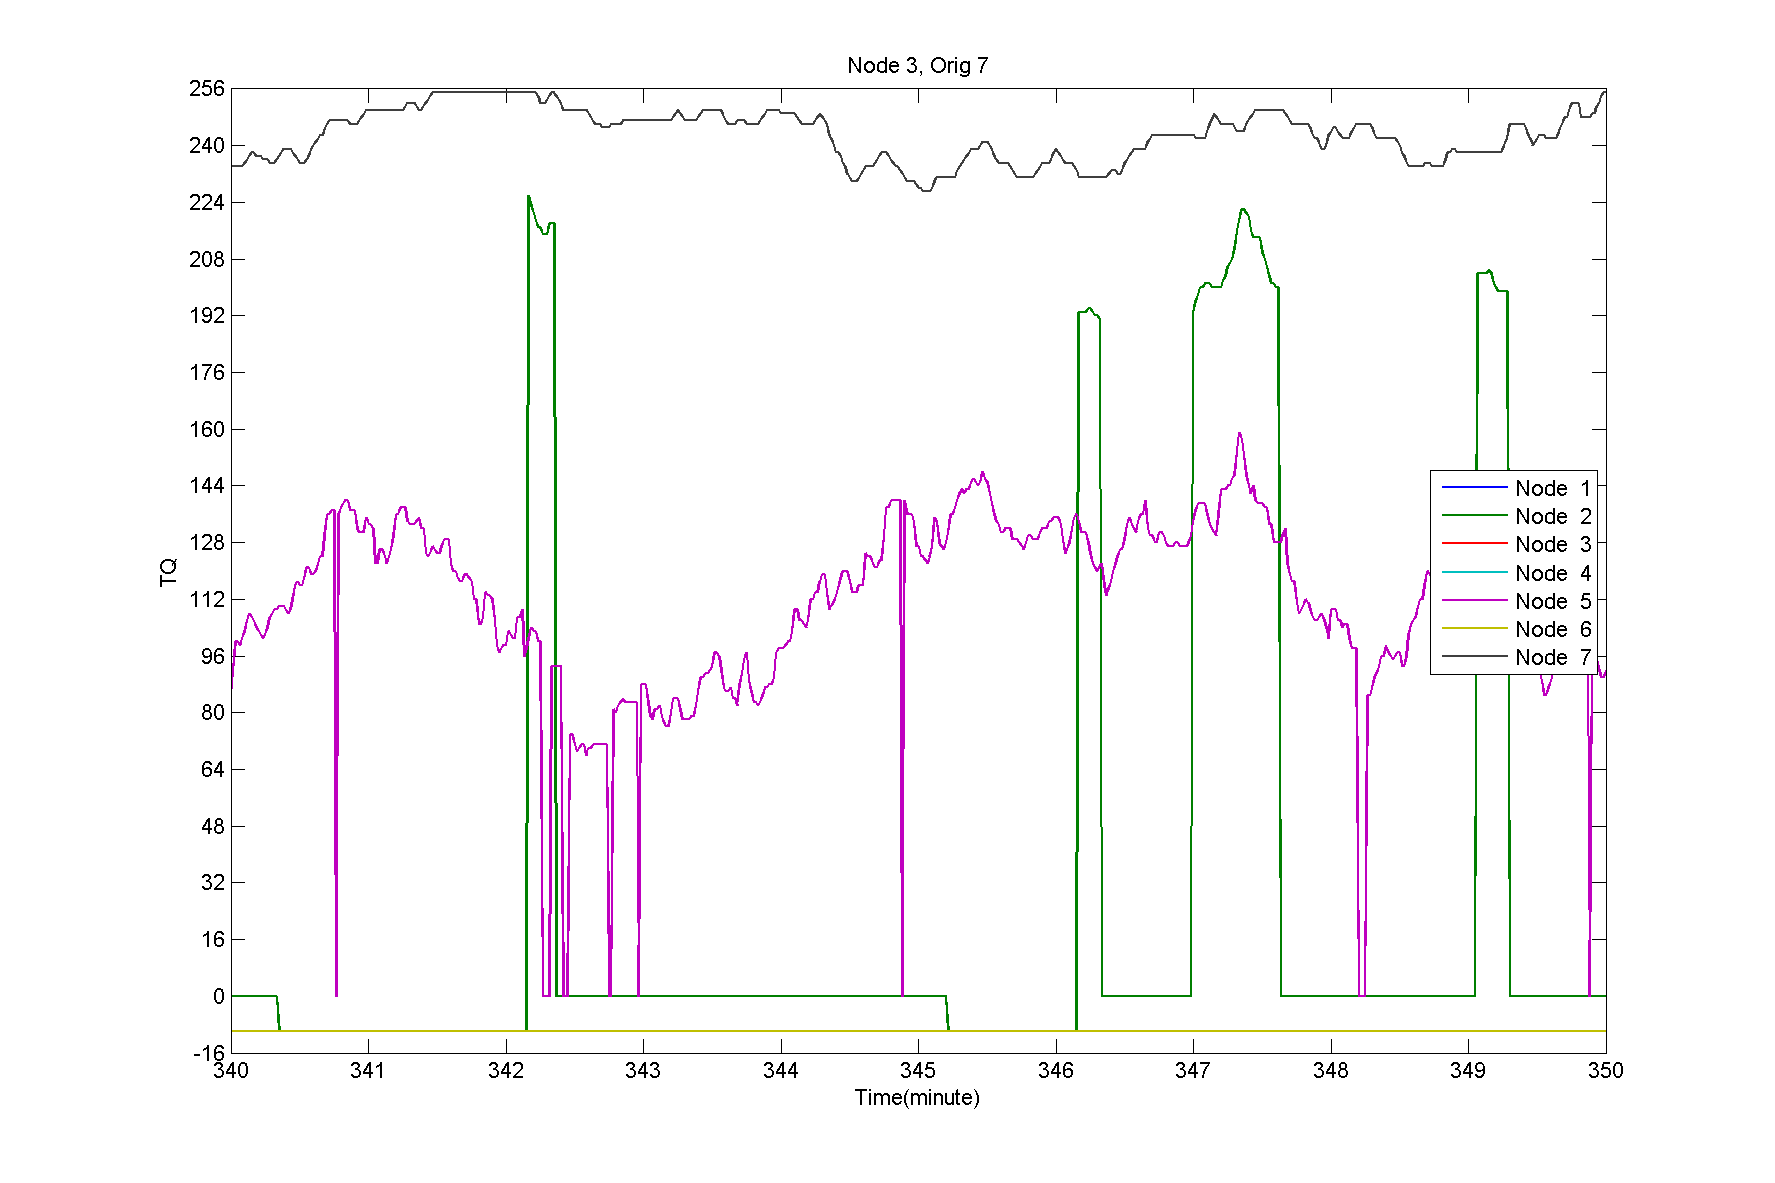 Node 3, Orig 7
256
240
224
208
192
176
160
144
128
112
96
80
64
48
32
16
0
-16
TQ
Node 1
Node 2
Node 3
Node 4
Node 5
Node 6
Node 7
340 341 342 343 344 345 346 347 348 349 350
Time(minute)